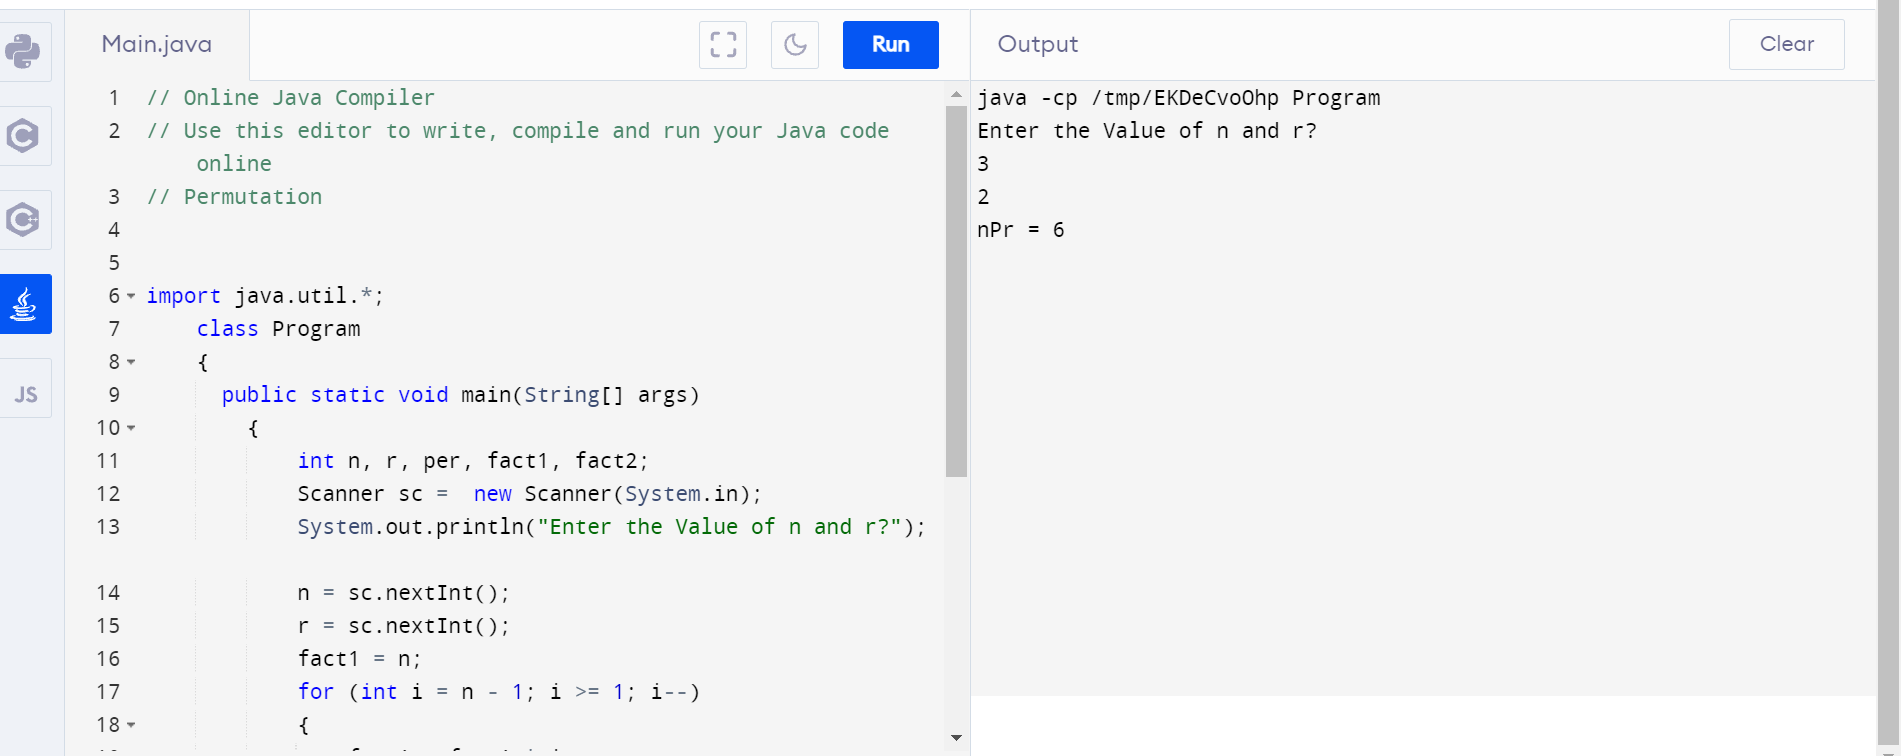 Main.java
Run
Output
Clear
1 // Online Java Compiler
2 // Use this editor to write, compile and run your Java code
online
3 // Permutation
4
5
6 import java.util.*;
7 class Program
8 {
9 public static void main(String[] args)
10 {
11 int n, r, per, fact1, fact2;
12 Scanner sc =  new Scanner(System.in);
13 System.out.println("Enter the Value of n and r?");
14 n = sc.nextInt();
15 r = sc.nextInt();
16 fact1 = n;
17 for (int i = n - 1; i >= 1; i--)
18 {
JS
java -cp /tmp/EKDeCvoOhp Program
Enter the Value of n and r?
3
2
nPr = 6